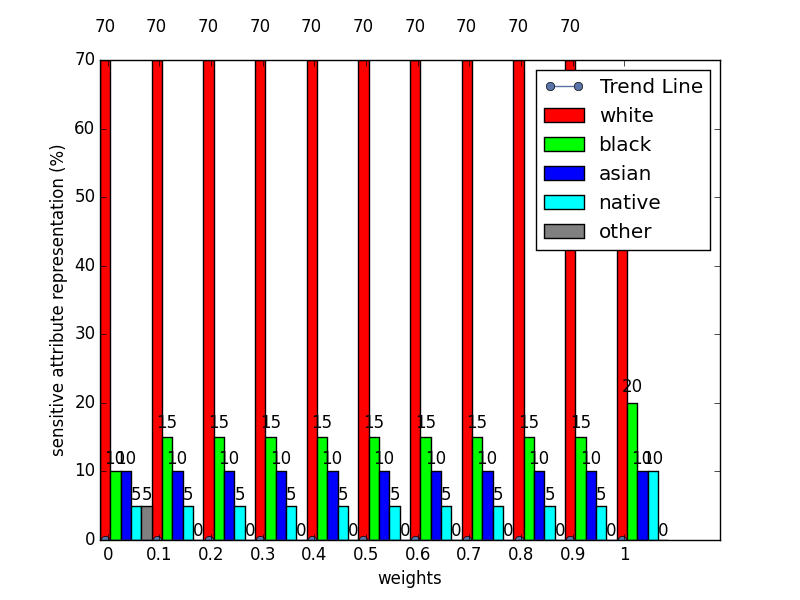 70 70 70 70 70 70 70 70 70 70
70
60
50
40
30
20
10
0
sensitive attribute representation (%)
Trend Line
white
black
asian
native
other
10 10 5 5
15 10 5 0
15 10 5 0
15 10 5 0
15 10 5 0
15 10 5 0
15 10 5 0
15 10 5 0
15 10 5 0
15 10 5 0
20 10 10 0
0 0.1 0.2 0.3 0.4 0.5 0.6 0.7 0.8 0.9 1
weights